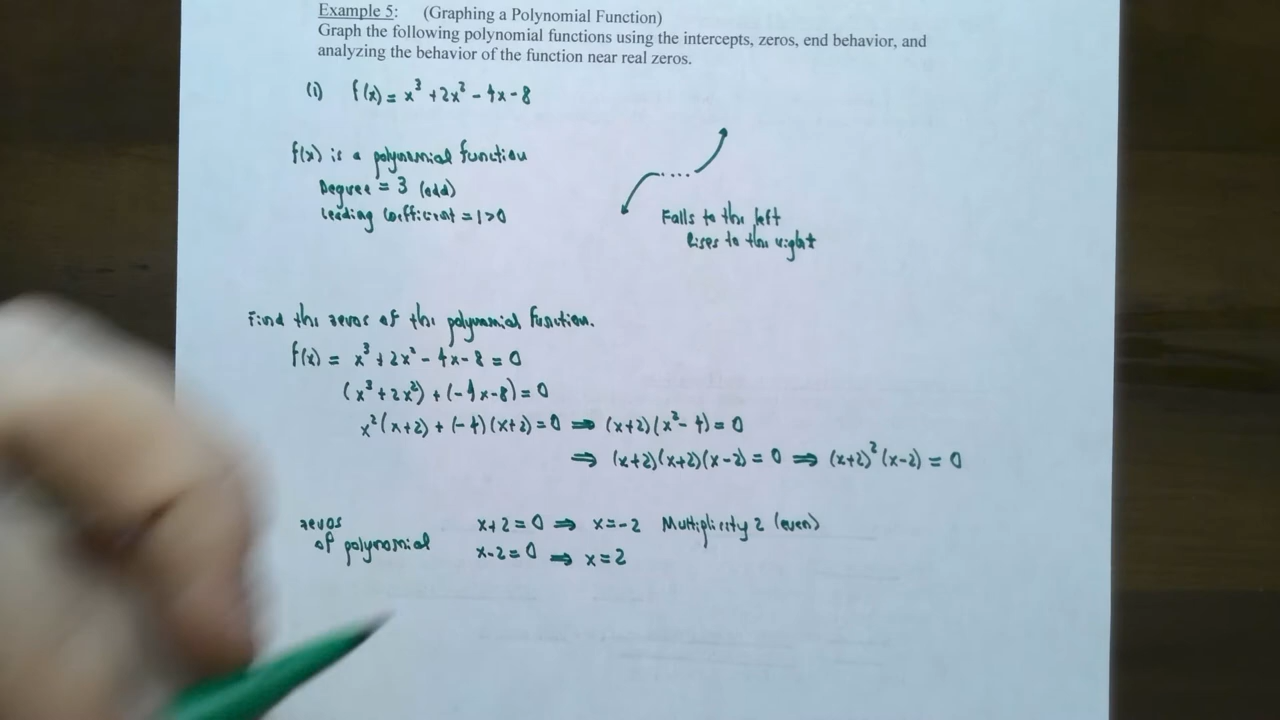 Example 5: (Graphing a Polynomial Function)
Graph the following polynomial functions using the intercepts, zeros, end behavior, and
analyzing the behavior of the function near real zeros.
(i) f(x) = x³ + 2x² - 4x - 8
f(x) is a polynomial function
Degree = 3 (odd)
Leading Coefficient = 1 > 0
Falls to the left
Rises to the right
Find the zeros of the polynomial function.
f(x) = x³ + 2x² - 4x - 8 = 0
(x³ + 2x²) + (-4x - 8) = 0
x²(x+2) + (-4)(x+2) = 0 ⇒ (x+2)(x² - 4) = 0
⇒ (x+2)(x+2)(x-2) = 0 ⇒ (x+2)²(x-2) = 0
zeros of polynomial
x+2 = 0 ⇒ x = -2 Multiplicity 2 (even)
x-2 = 0 ⇒ x = 2